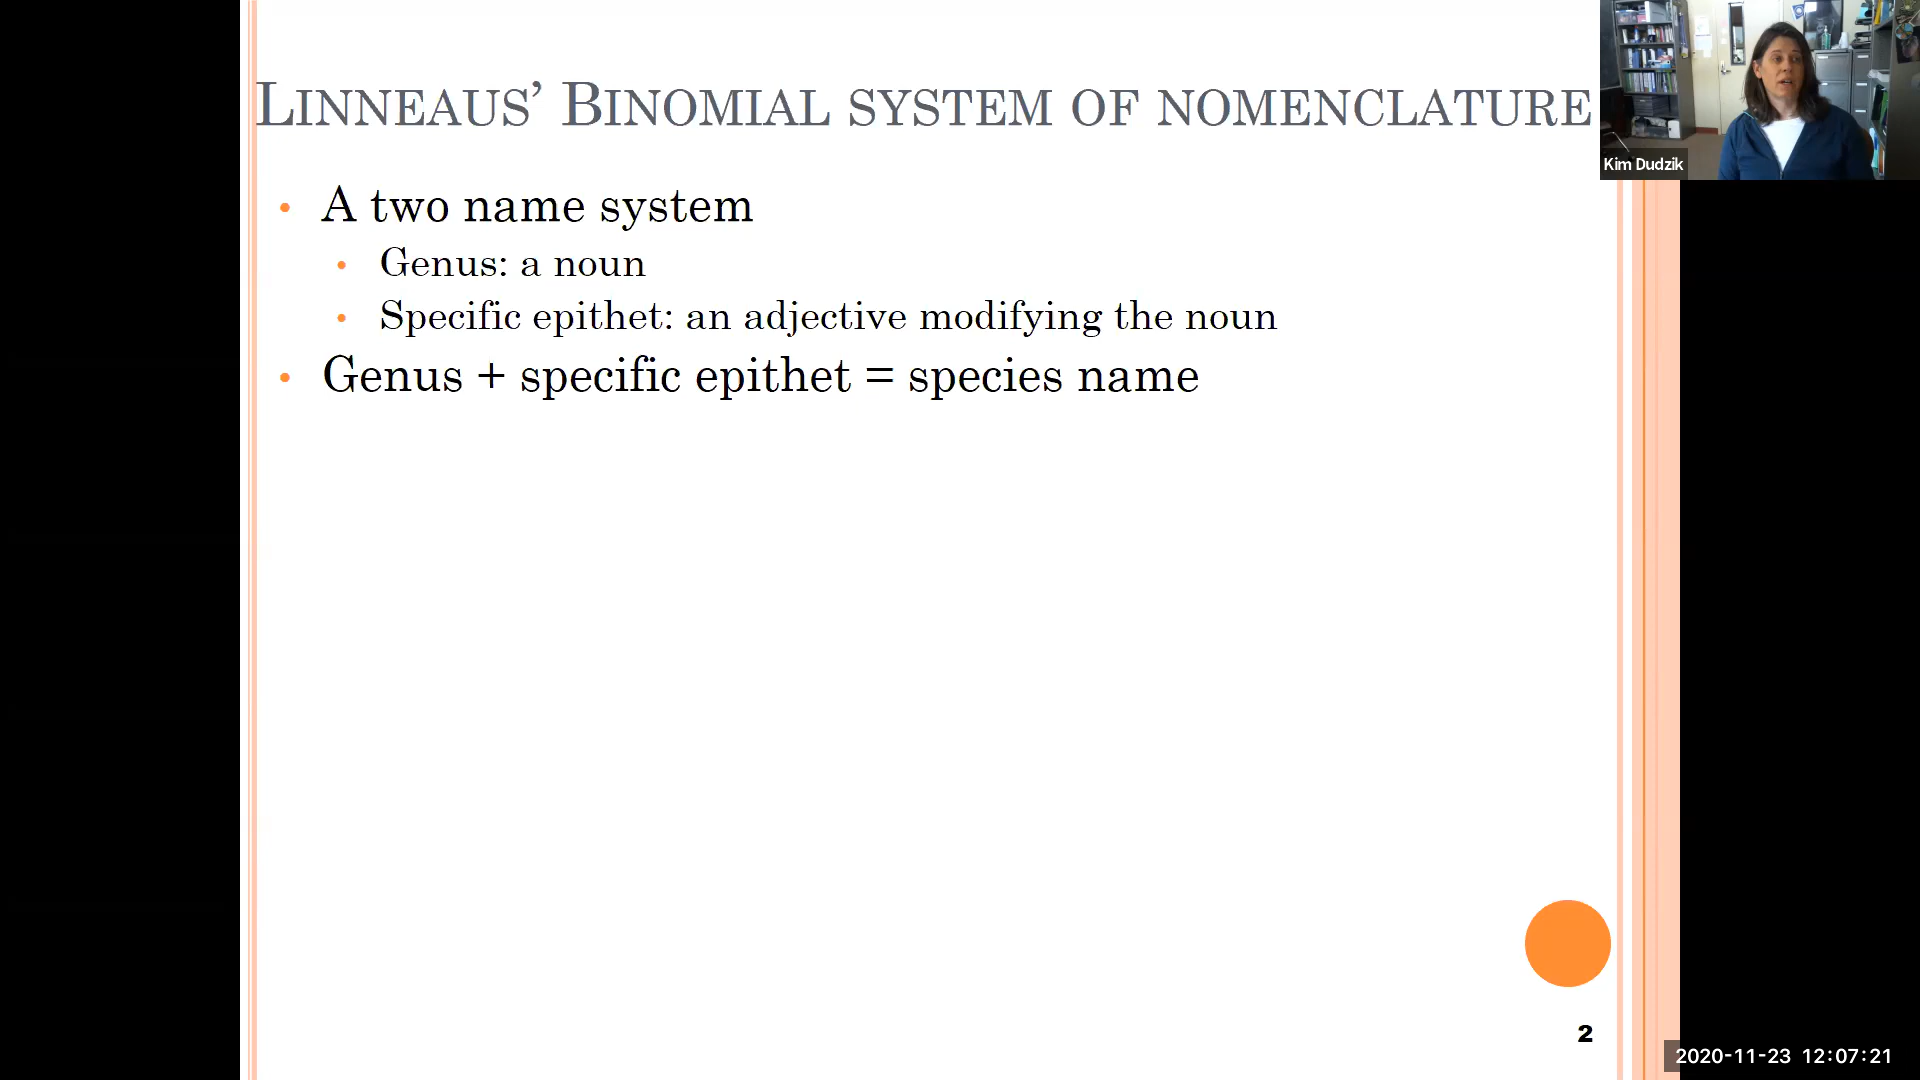 LINNEAUS’ BINOMIAL SYSTEM OF NOMENCLATURE
Kim Dudzik
• A two name system
• Genus: a noun
• Specific epithet: an adjective modifying the noun
• Genus + specific epithet = species name
2
2020-11-23 12:07:21